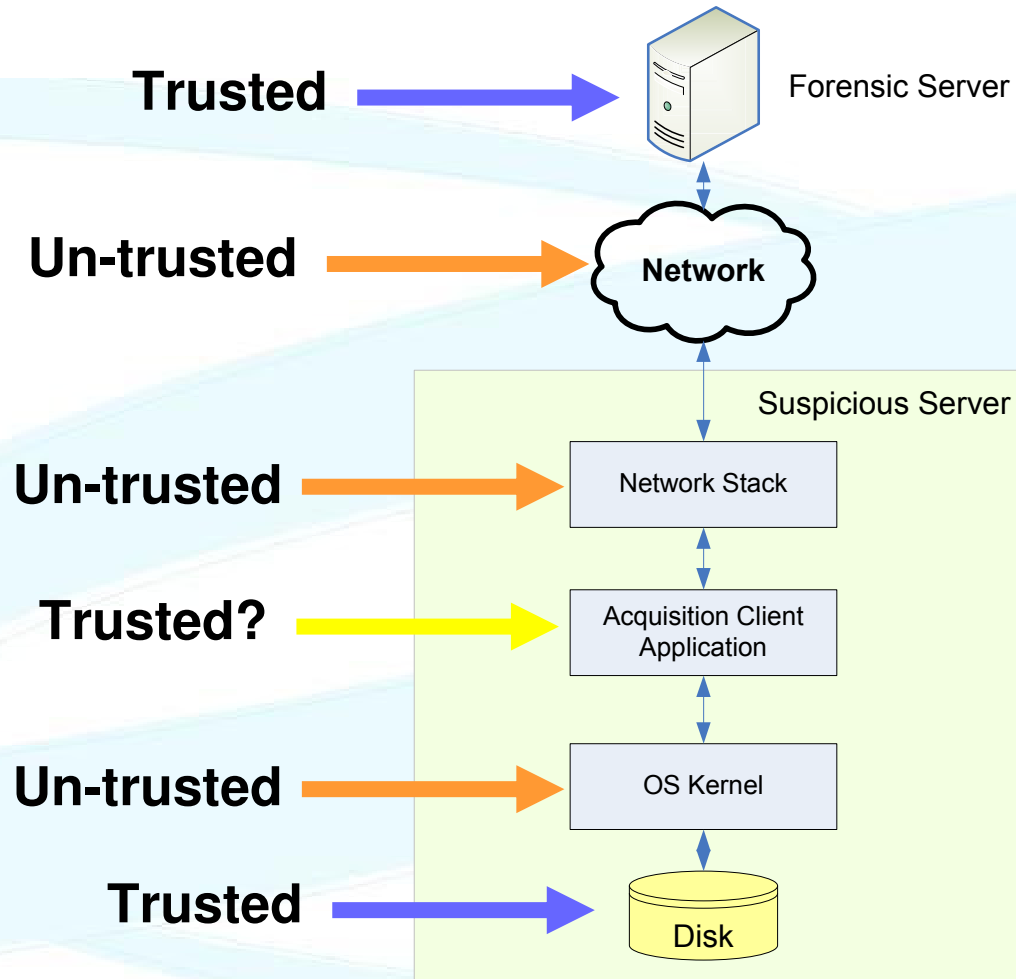 Trusted
Forensic Server
Un-trusted
Network
Suspicious Server
Un-trusted
Network Stack
Trusted?
Acquisition Client
Application
Un-trusted
OS Kernel
Trusted
Disk